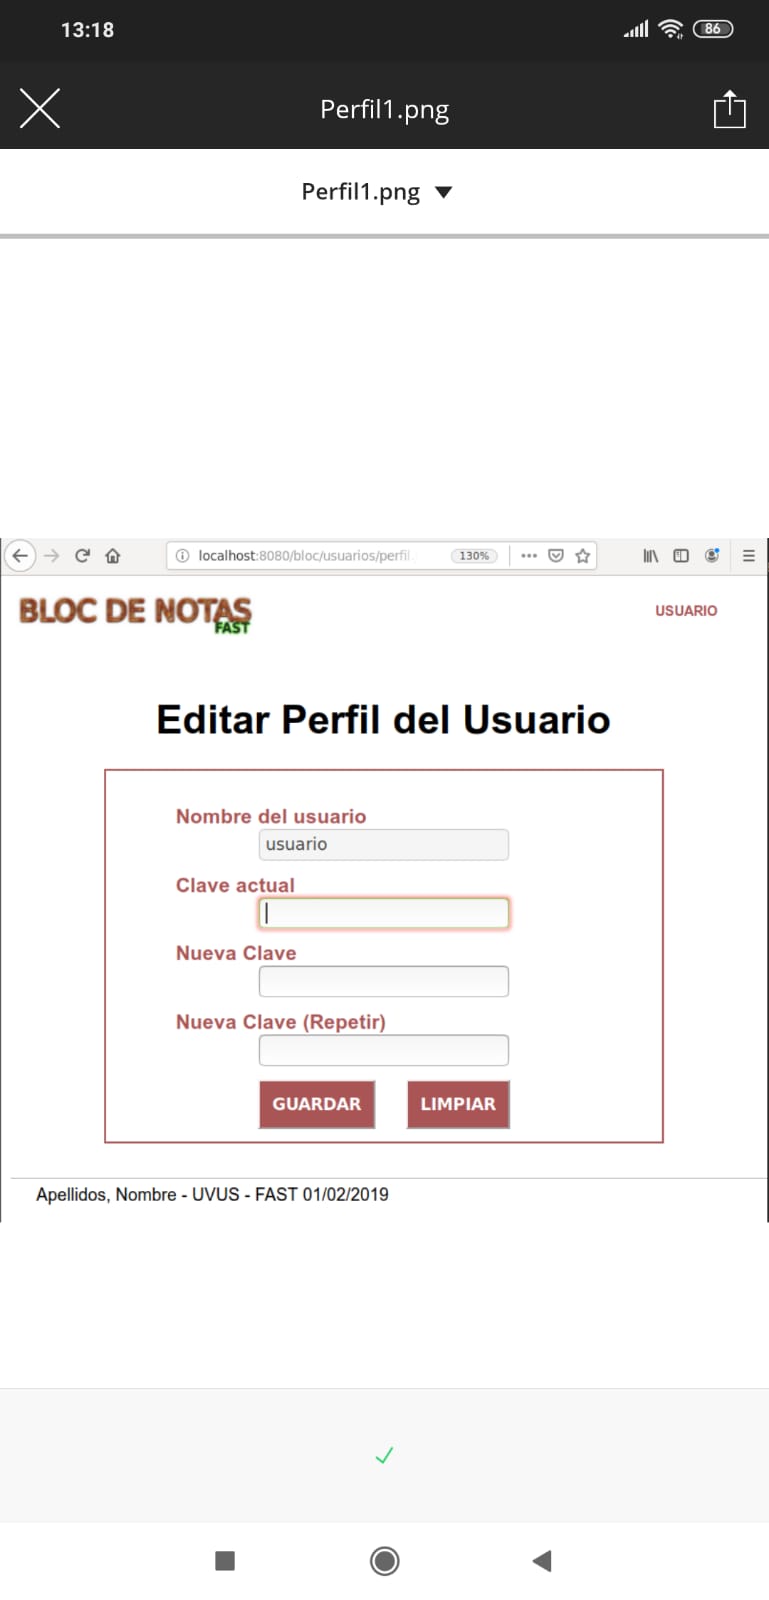 13:18
86
Perfil1.png
Perfil1.png
localhost:8080/bloc/usuarios/perfil
130%
BLOC DE NOTAS
FAST
USUARIO
Editar Perfil del Usuario
Nombre del usuario
usuario
Clave actual
Nueva Clave
Nueva Clave (Repetir)
GUARDAR
LIMPIAR
Apellidos, Nombre - UVUS - FAST 01/02/2019